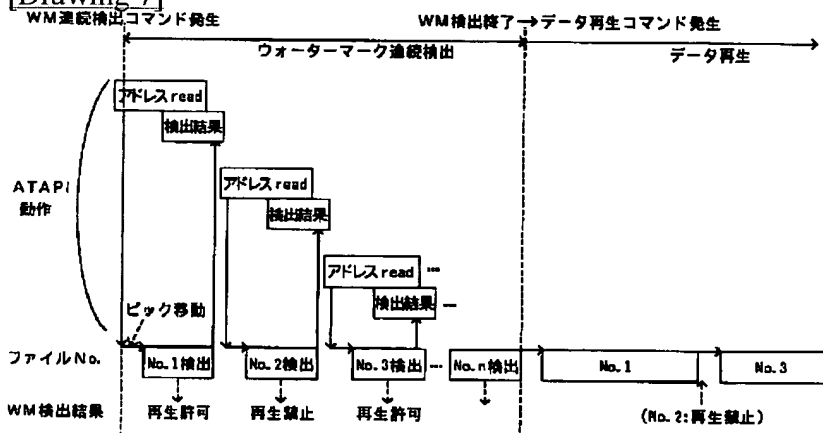 [Drawing 7]
WM連続検出コマンド発生
WM検出終了→データ再生コマンド発生
ウォーターマーク連続検出
データ再生
アドレスread
検出結果
アドレスread
検出結果
ATAPI
動作
アドレスread …
検出結果 …
ピック移動
ファイルNo.
No.1検出
No.2検出
No.3検出
…
No.n検出
No.1
No.3
WM検出結果
再生許可
再生禁止
再生許可
(No.2:再生禁止)